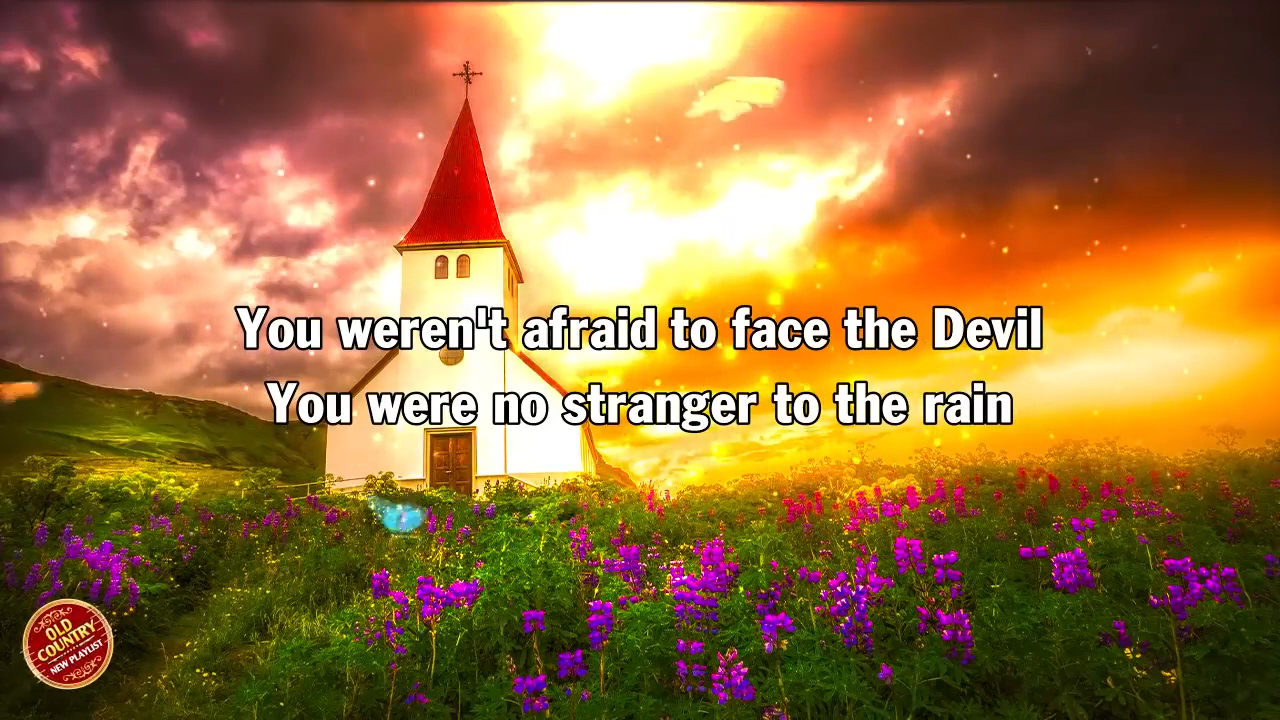 You weren't afraid to face the Devil
You were no stranger to the rain
OLD
COUNTRY
NEW PLAYLIST